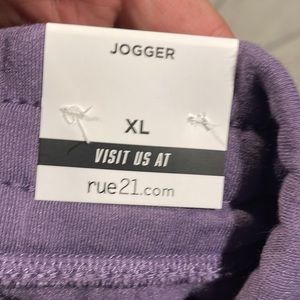 JOGGER
XL
VISIT US AT
rue21.com